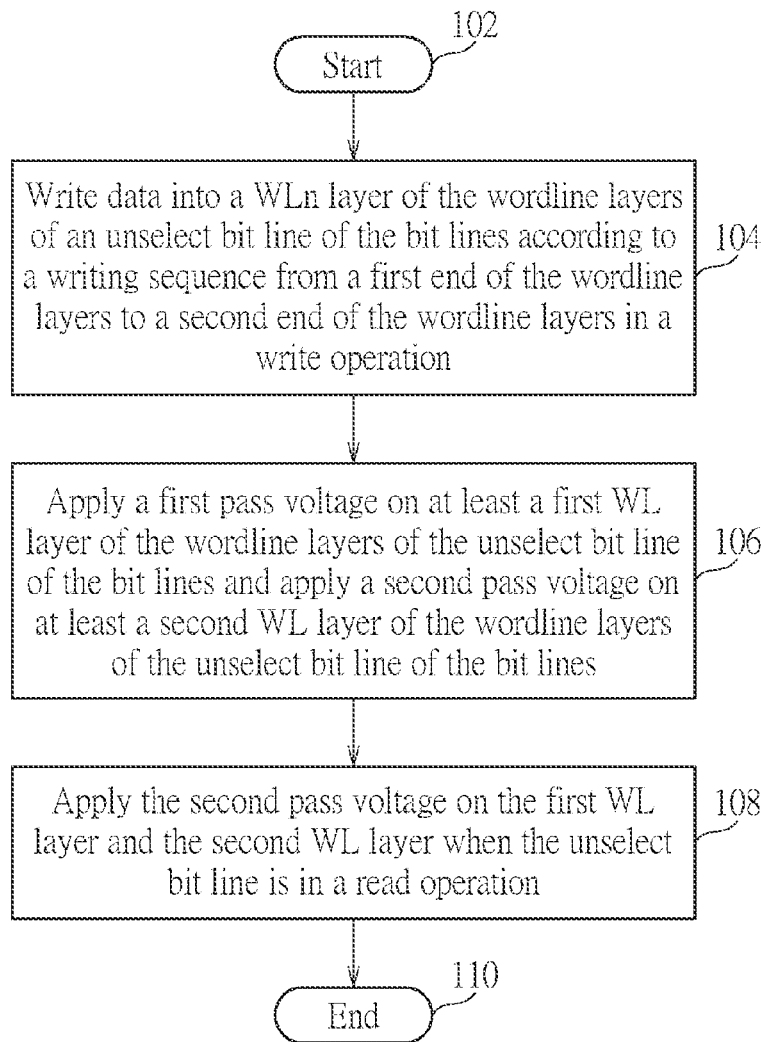 102
Start
Write data into a WLn layer of the wordline layers
of an unselect bit line of the bit lines according to
a writing sequence from a first end of the wordline
layers to a second end of the wordline layers in a
write operation
104
Apply a first pass voltage on at least a first WL
layer of the wordline layers of the unselect bit line
of the bit lines and apply a second pass voltage on
at least a second WL layer of the wordline layers
of the unselect bit line of the bit lines
106
Apply the second pass voltage on the first WL
layer and the second WL layer when the unselect
bit line is in a read operation
108
110
End